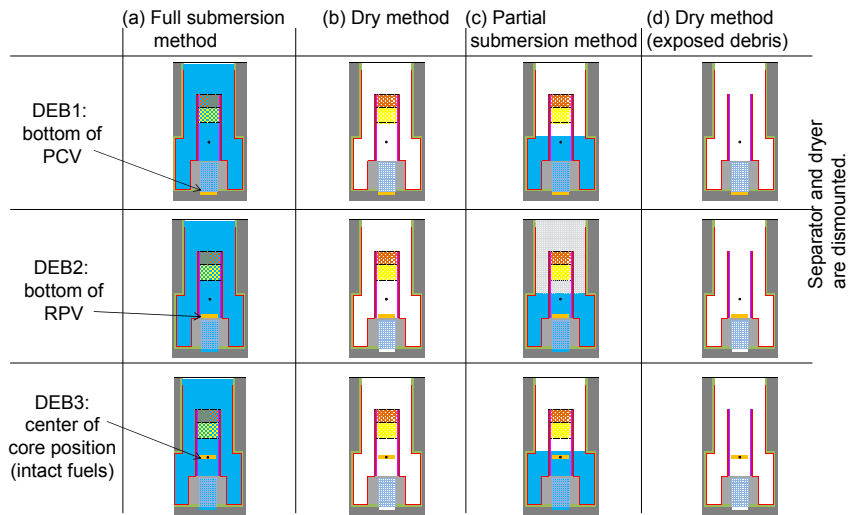 (a) Full submersion
method
(b) Dry method
(c) Partial
submersion method
(d) Dry method
(exposed debris)
DEB1:
bottom of
PCV
DEB2:
bottom of
RPV
DEB3:
center of
core position
(intact fuels)
Separator and dryer
are dismounted.